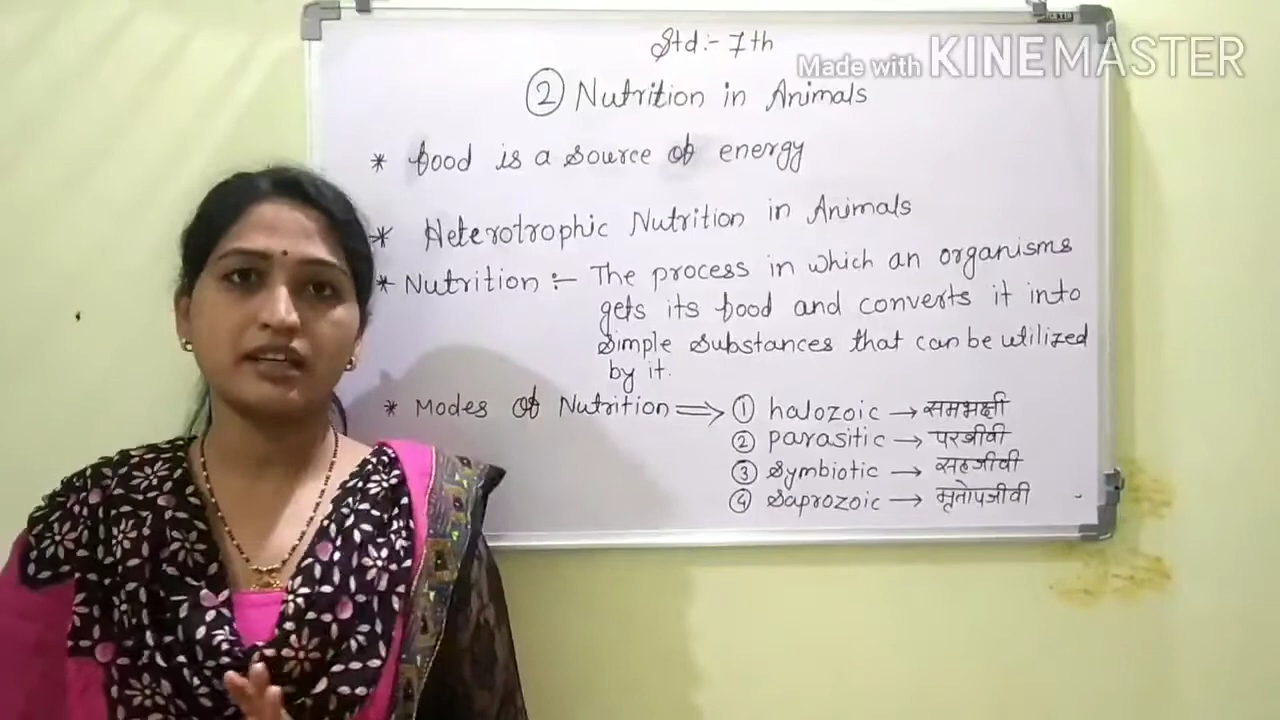 Std:- 7th
Made with KINEMASTER
② Nutrition in Animals
* food is a source of energy
* Heterotrophic Nutrition in Animals
* Nutrition :- The process in which an organisms
gets its food and converts it into
simple substances that can be utilized
by it.
* Modes of Nutrition ⇒ ① halozoic → समभक्षी
② parasitic → परजीवी
③ Symbiotic → सहजीवी
④ Saprozoic → मृतोपजीवी